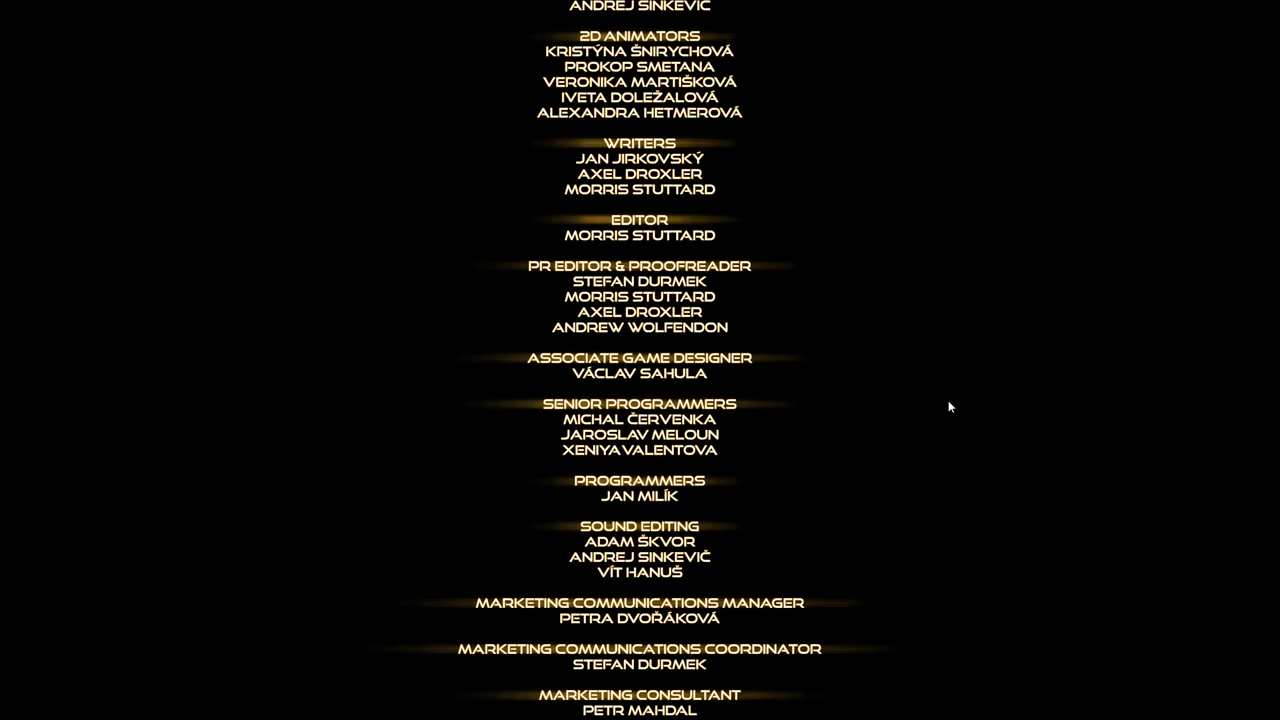 ANDREJ SINKEVIČ
2D ANIMATORS
KRISTÝNA ŠNIRYCHOVÁ
PROKOP SMETANA
VERONIKA MARTIŠKOVÁ
IVETA DOLEŽALOVÁ
ALEXANDRA HETMEROVÁ
WRITERS
JAN JIRKOVSKÝ
AXEL DROXLER
MORRIS STUTTARD
EDITOR
MORRIS STUTTARD
PR EDITOR & PROOFREADER
STEFAN DURMEK
MORRIS STUTTARD
AXEL DROXLER
ANDREW WOLFENDON
ASSOCIATE GAME DESIGNER
VÁCLAV SAHULA
SENIOR PROGRAMMERS
MICHAL ČERVENKA
JAROSLAV MELOUN
XENIYA VALENTOVA
PROGRAMMERS
JAN MILÍK
SOUND EDITING
ADAM ŠKVOR
ANDREJ SINKEVIČ
VÍT HANUŠ
MARKETING COMMUNICATIONS MANAGER
PETRA DVOŘÁKOVÁ
MARKETING COMMUNICATIONS COORDINATOR
STEFAN DURMEK
MARKETING CONSULTANT
PETR MAHDAL